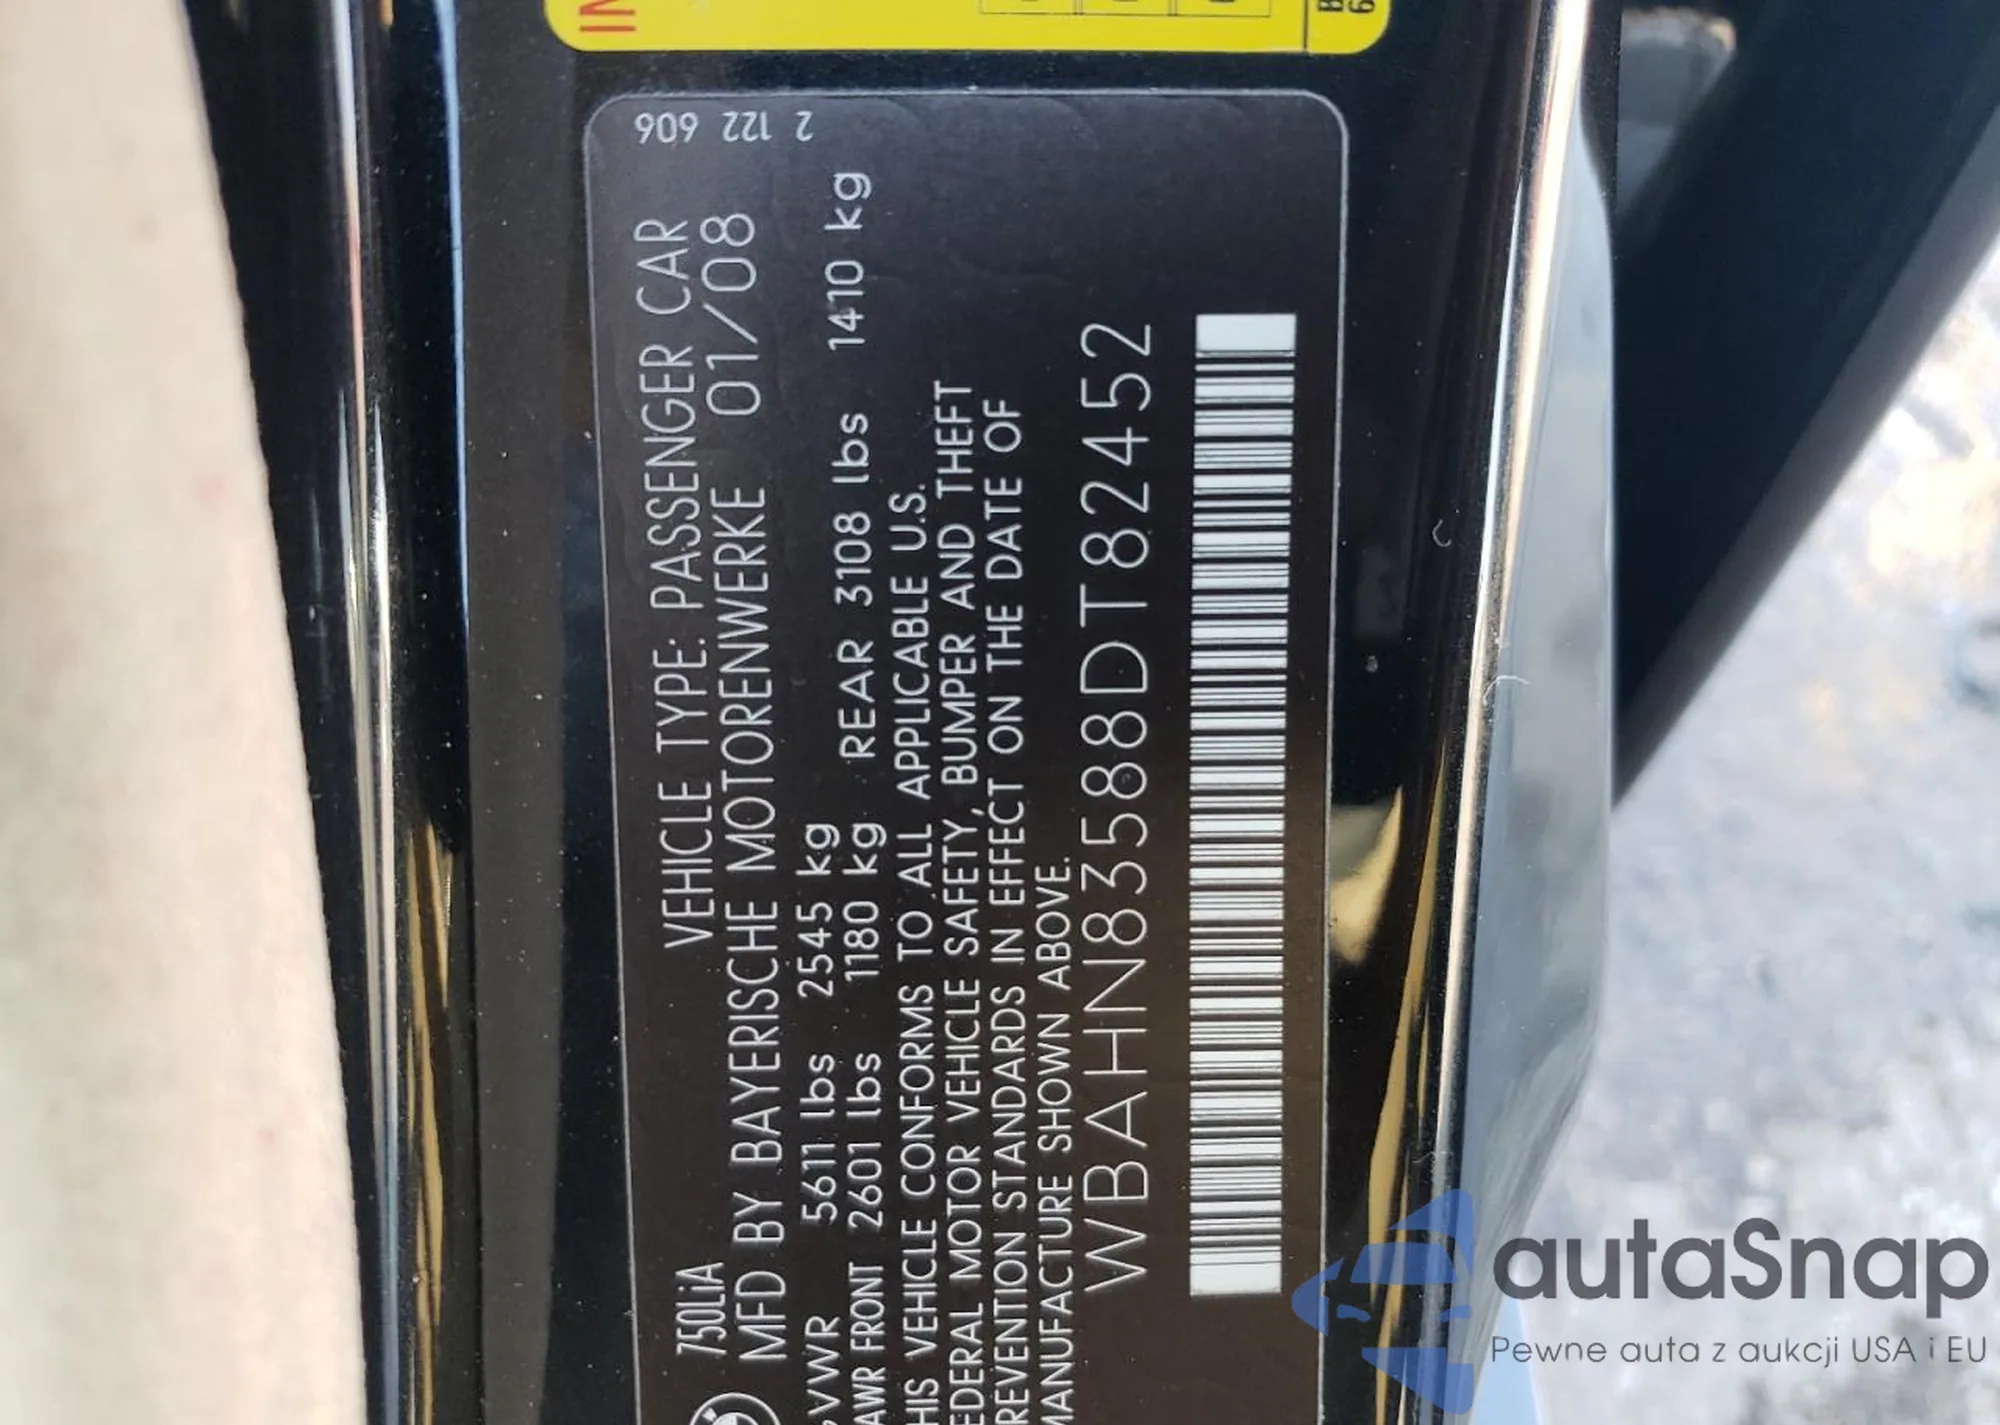 2 122 606
750LiA VEHICLE TYPE: PASSENGER CAR
MFD BY BAYERISCHE MOTORENWERKE 01/08
GVWR 5611 lbs 2545 kg
GAWR FRONT 2601 lbs 1180 kg REAR 3108 lbs 1410 kg
THIS VEHICLE CONFORMS TO ALL APPLICABLE U.S.
FEDERAL MOTOR VEHICLE SAFETY, BUMPER AND THEFT
PREVENTION STANDARDS IN EFFECT ON THE DATE OF
MANUFACTURE SHOWN ABOVE.
WBAHN83588DT82452
autaSnap
Pewne auta z aukcji USA i EU